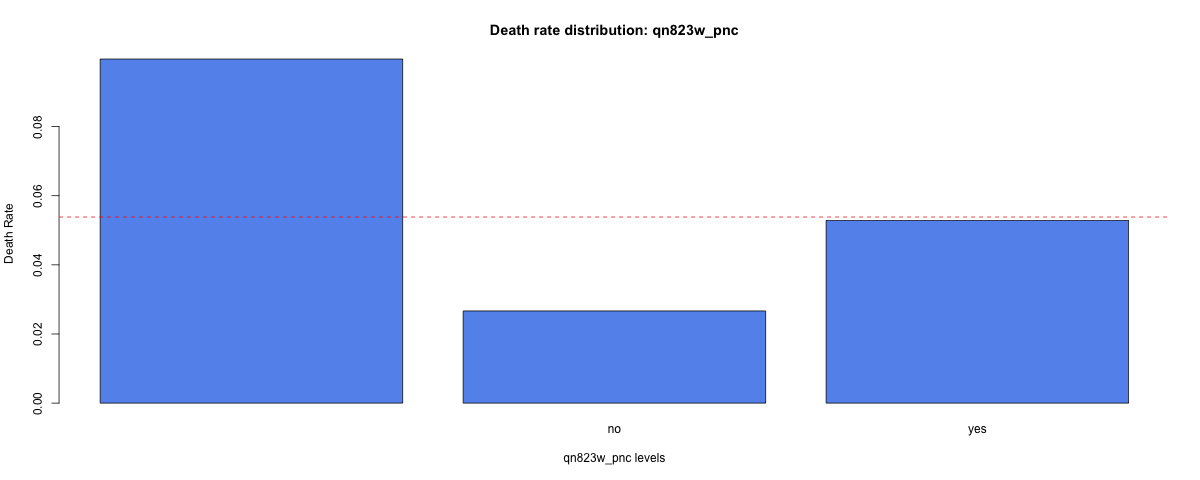 Death rate distribution: qn823w_pnc
Death Rate
0.08
0.06
0.04
0.02
0.00
no
yes
qn823w_pnc levels